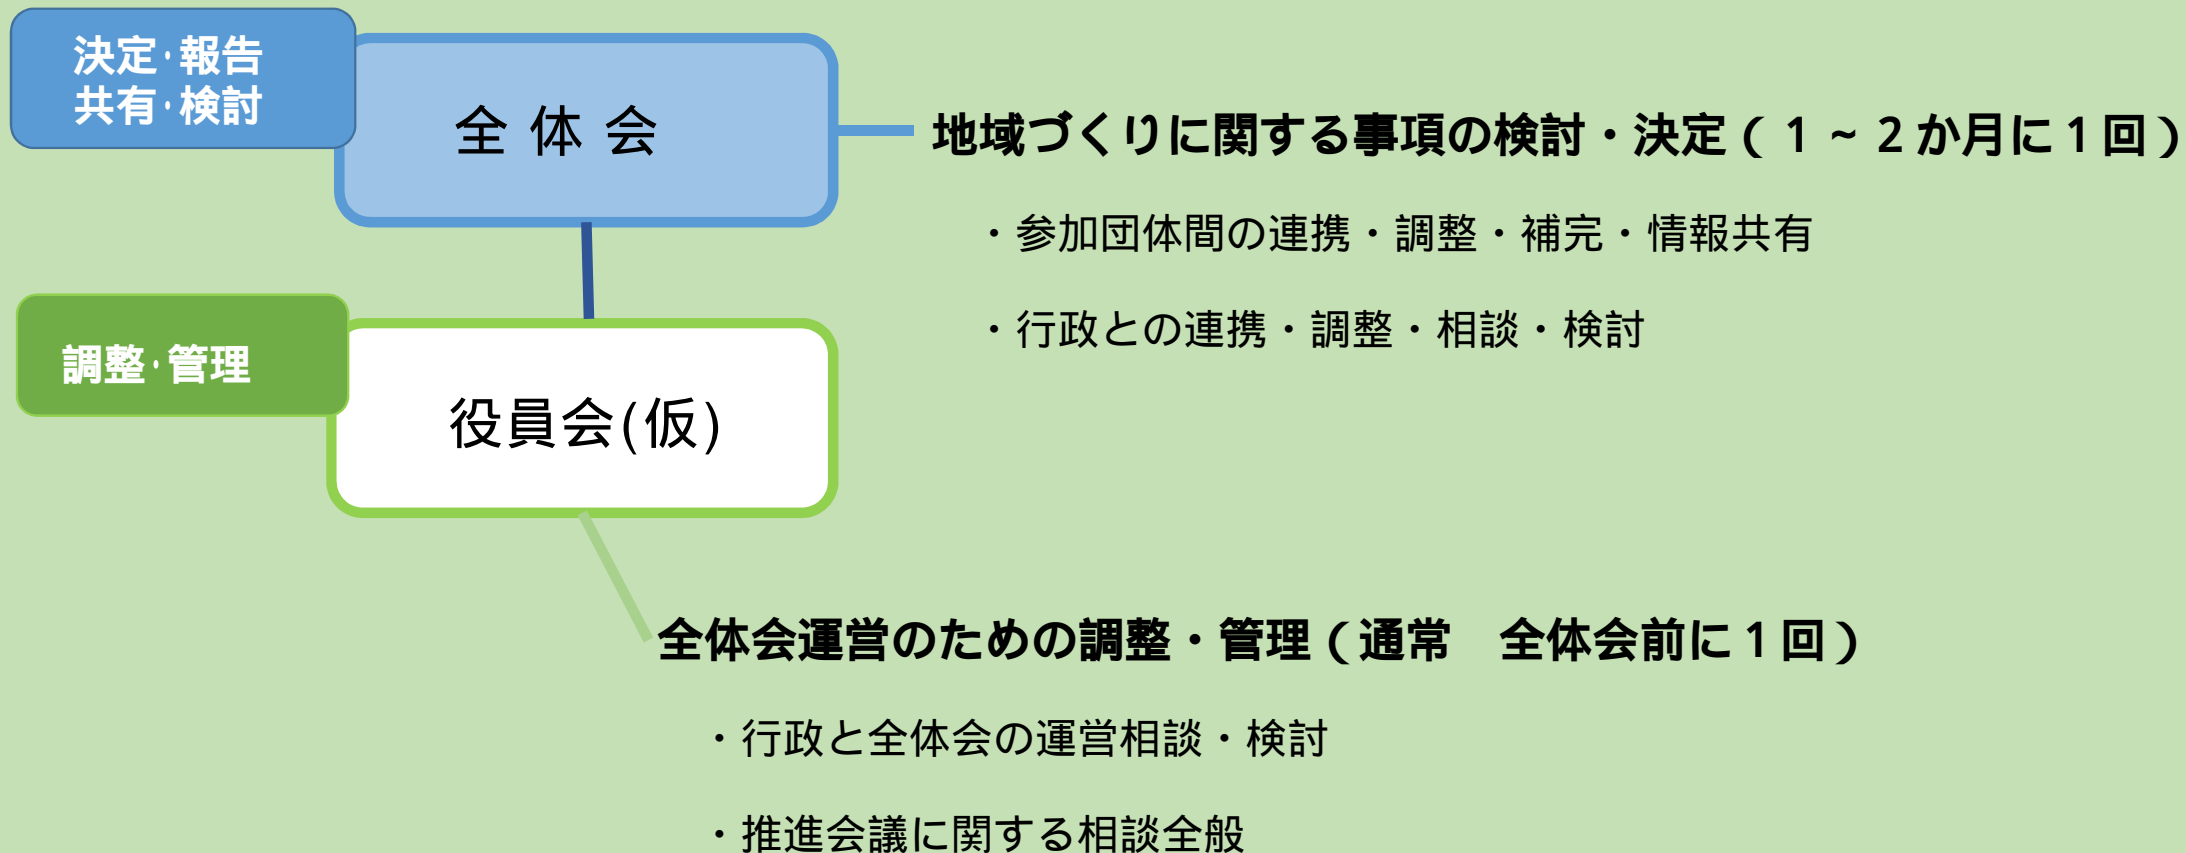 決定・報告
共有・検討
全 体 会
地域づくりに関する事項の検討・決定（１～２か月に１回）
・参加団体間の連携・調整・補完・情報共有
・行政との連携・調整・相談・検討
調整・管理
役員会(仮)
全体会運営のための調整・管理（通常　全体会前に１回）
・行政と全体会の運営相談・検討
・推進会議に関する相談全般